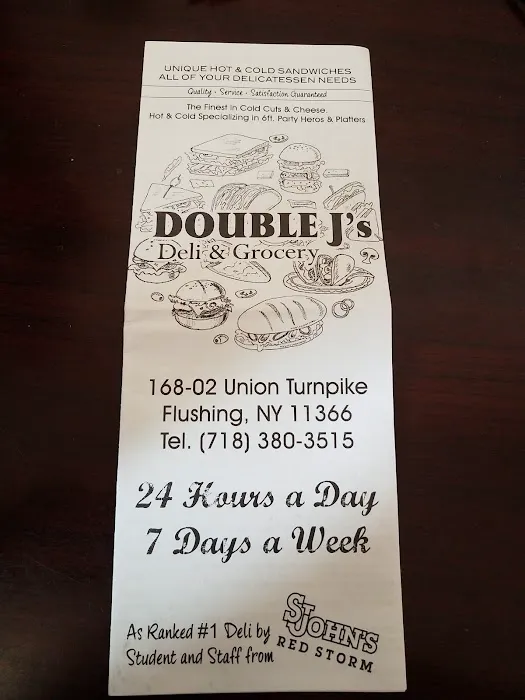 UNIQUE HOT & COLD SANDWICHES
ALL OF YOUR DELICATESSEN NEEDS
Quality - Service - Satisfaction Guaranteed
The Finest in Cold Cuts & Cheese.
Hot & Cold Specializing in 6ft. Party Heros & Platters
DOUBLE J's
Deli & Grocery
168-02 Union Turnpike
Flushing, NY 11366
Tel. (718) 380-3515
24 Hours a Day
7 Days a Week
As Ranked #1 Deli by
Student and Staff from
ST JOHN'S
RED STORM